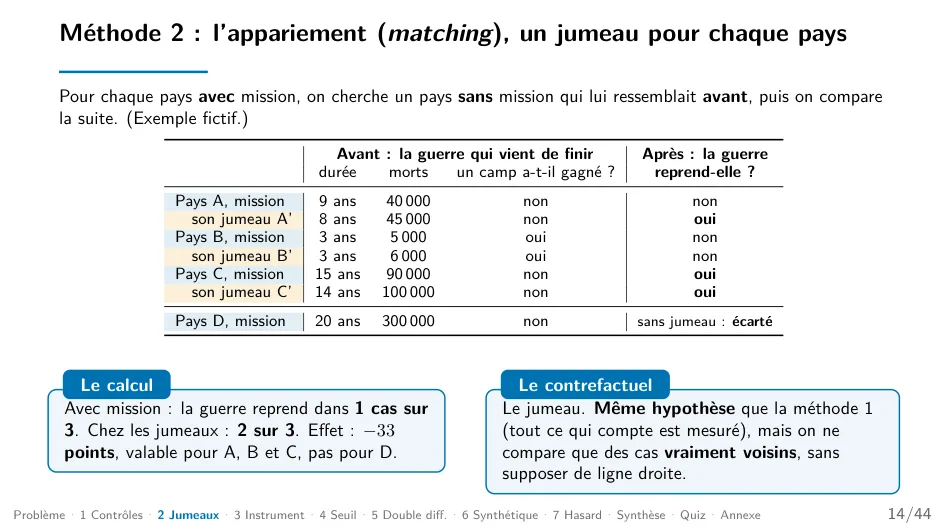 Méthode 2 : l'appariement (matching), un jumeau pour chaque pays
Pour chaque pays avec mission, on cherche un pays sans mission qui lui ressemblait avant, puis on compare
la suite. (Exemple fictif.)
Avant : la guerre qui vient de finir Après : la guerre
durée morts un camp a-t-il gagné ? reprend-elle ?
Pays A, mission 9 ans 40 000 non non
son jumeau A' 8 ans 45 000 non oui
Pays B, mission 3 ans 5 000 oui non
son jumeau B' 3 ans 6 000 oui non
Pays C, mission 15 ans 90 000 non oui
son jumeau C' 14 ans 100 000 non oui
Pays D, mission 20 ans 300 000 non sans jumeau : écarté
Le calcul
Avec mission : la guerre reprend dans 1 cas sur
3. Chez les jumeaux : 2 sur 3. Effet : −33
points, valable pour A, B et C, pas pour D.
Le contrefactuel
Le jumeau. Même hypothèse que la méthode 1
(tout ce qui compte est mesuré), mais on ne
compare que des cas vraiment voisins, sans
supposer de ligne droite.
Problème · 1 Contrôles · 2 Jumeaux · 3 Instrument · 4 Seuil · 5 Double diff. · 6 Synthétique · 7 Hasard · Synthèse · Quiz · Annexe 14/44